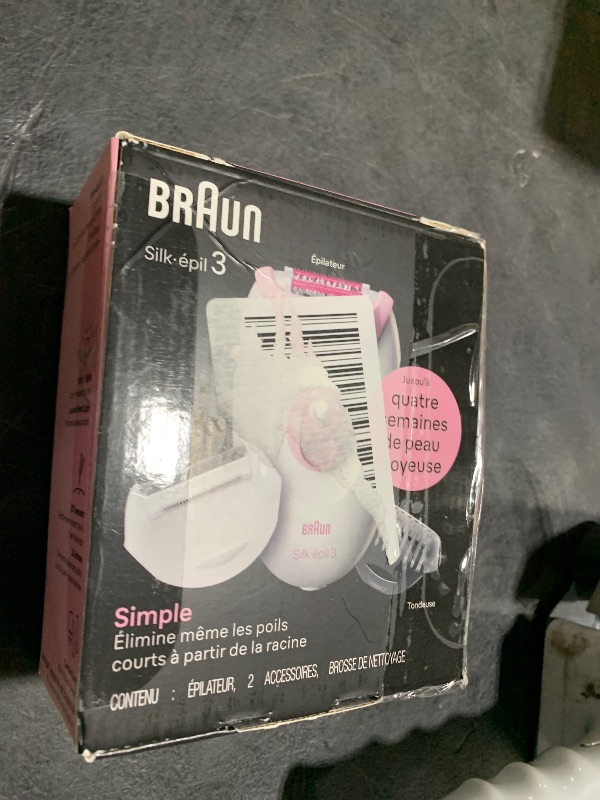 BRAUN
Silk·épil 3
Épilateur
Jusqu'à
quatre
semaines
de peau
soyeuse
BRAUN
Silk·épil 3
Tondeuse
Simple
Élimine même les poils
courts à partir de la racine
CONTENU : ÉPILATEUR, 2 ACCESSOIRES, BROSSE DE NETTOYAGE